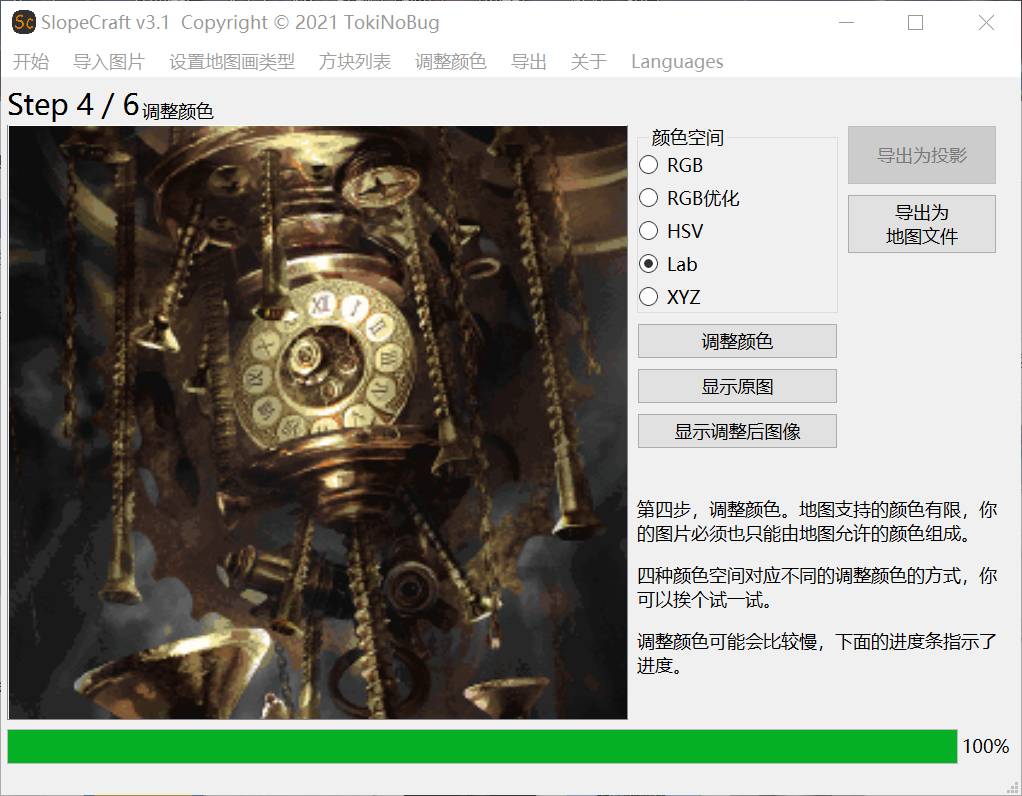 Sc SlopeCraft v3.1 Copyright © 2021 TokiNoBug
开始 导入图片 设置地图画类型 方块列表 调整颜色 导出 关于 Languages
Step 4 / 6 调整颜色
颜色空间
RGB
RGB优化
HSV
Lab
XYZ
调整颜色
显示原图
显示调整后图像
导出为投影
导出为
地图文件
第四步，调整颜色。地图支持的颜色有限，你
的图片必须也只能由地图允许的颜色组成。
四种颜色空间对应不同的调整颜色的方式，你
可以挨个试一试。
调整颜色可能会比较慢，下面的进度条指示了
进度。
XII
I
II
III
X
IX
100%